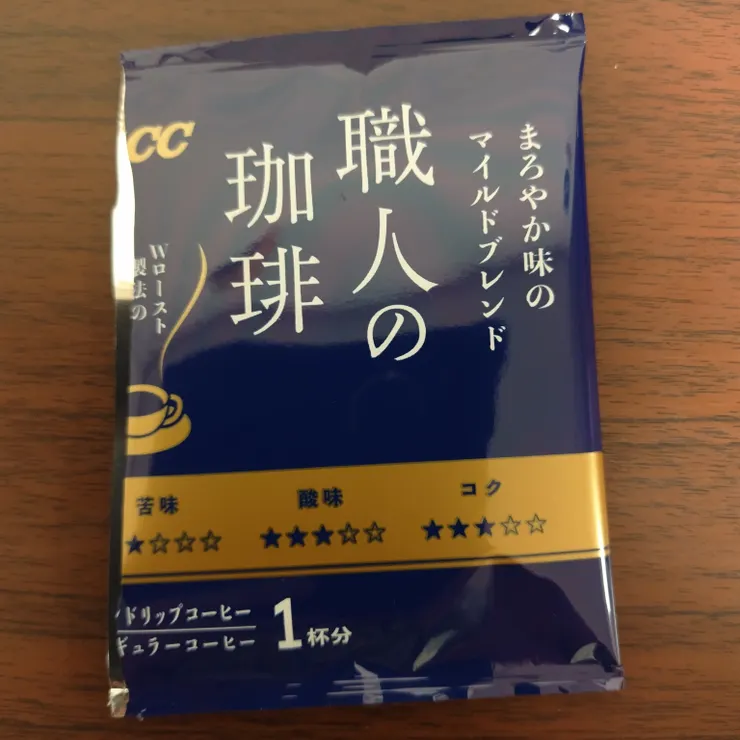 CC
まろやか味の
マイルドブレンド
職人の
珈琲
Wロースト
製法の
苦味
★☆☆☆
酸味
★★★☆☆
コク
★★★☆☆
ドリップコーヒー
ギュラーコーヒー
1杯分